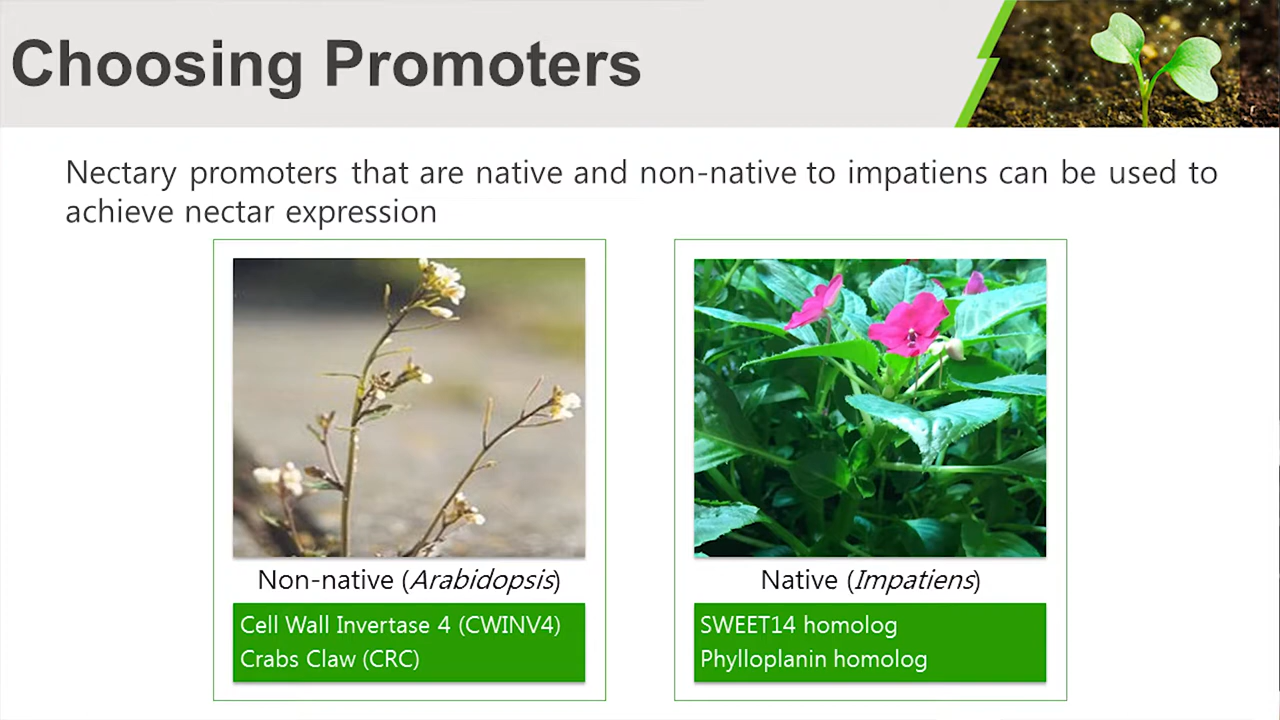 Choosing Promoters
Nectary promoters that are native and non-native to impatiens can be used to
achieve nectar expression
Non-native (Arabidopsis)
Cell Wall Invertase 4 (CWINV4)
Crabs Claw (CRC)
Native (Impatiens)
SWEET14 homolog
Phylloplanin homolog